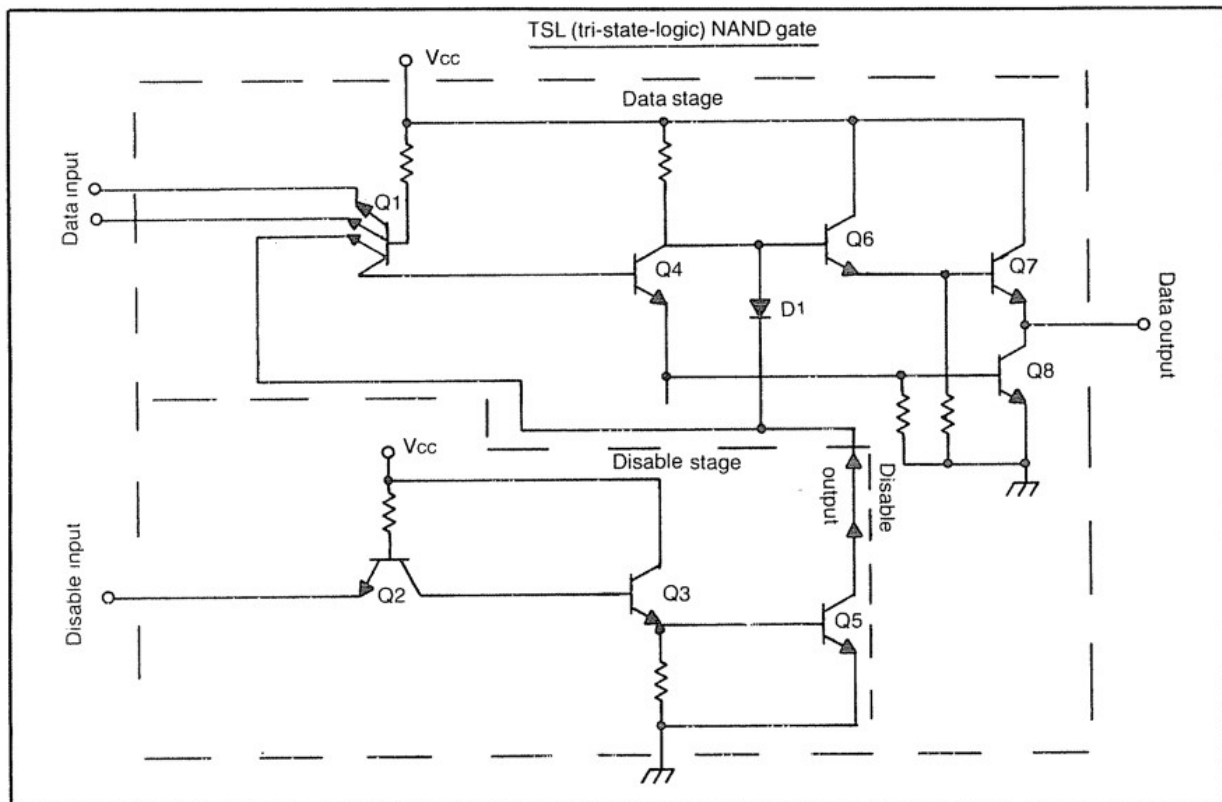 TSL (tri-state-logic) NAND gate
Vcc
Data stage
Data input
Q1
Q4
Q6
Q7
D1
Q8
Data output
Vcc
Disable stage
Disable output
Disable input
Q2
Q3
Q5